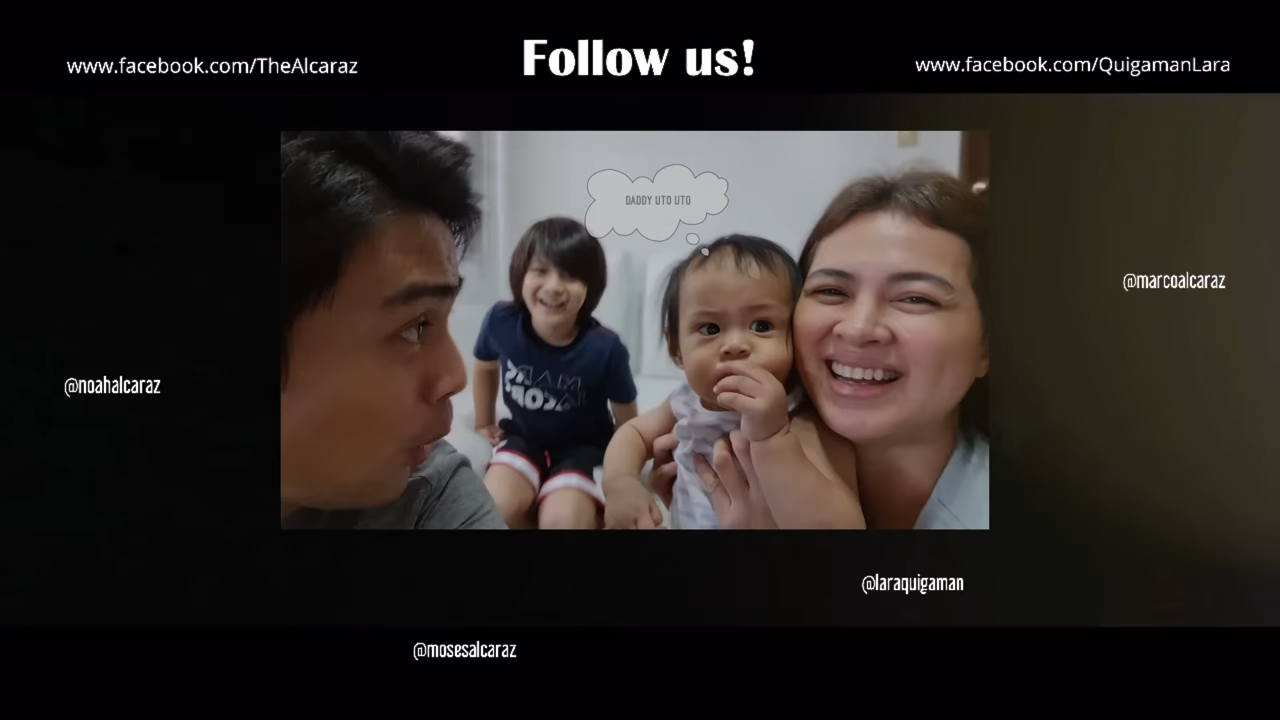 Follow us!
www.facebook.com/TheAlcaraz
www.facebook.com/QuigamanLara
DADDY UTO UTO
@marcoalcaraz
@noahalcaraz
@laraquigaman
@mosesalcaraz